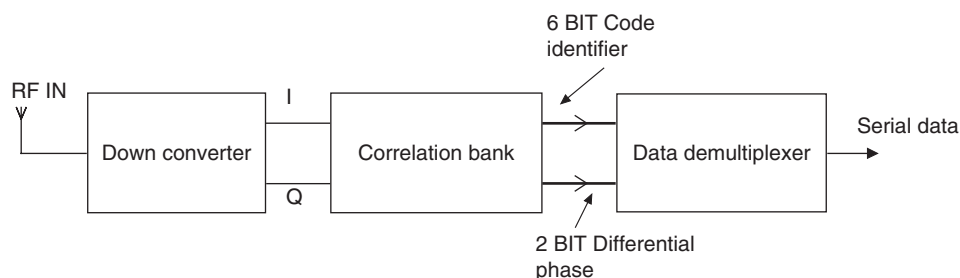 6 BIT Code
identifier
RF IN
I
Down converter
Q
Correlation bank
Data demultiplexer
Serial data
2 BIT Differential
phase